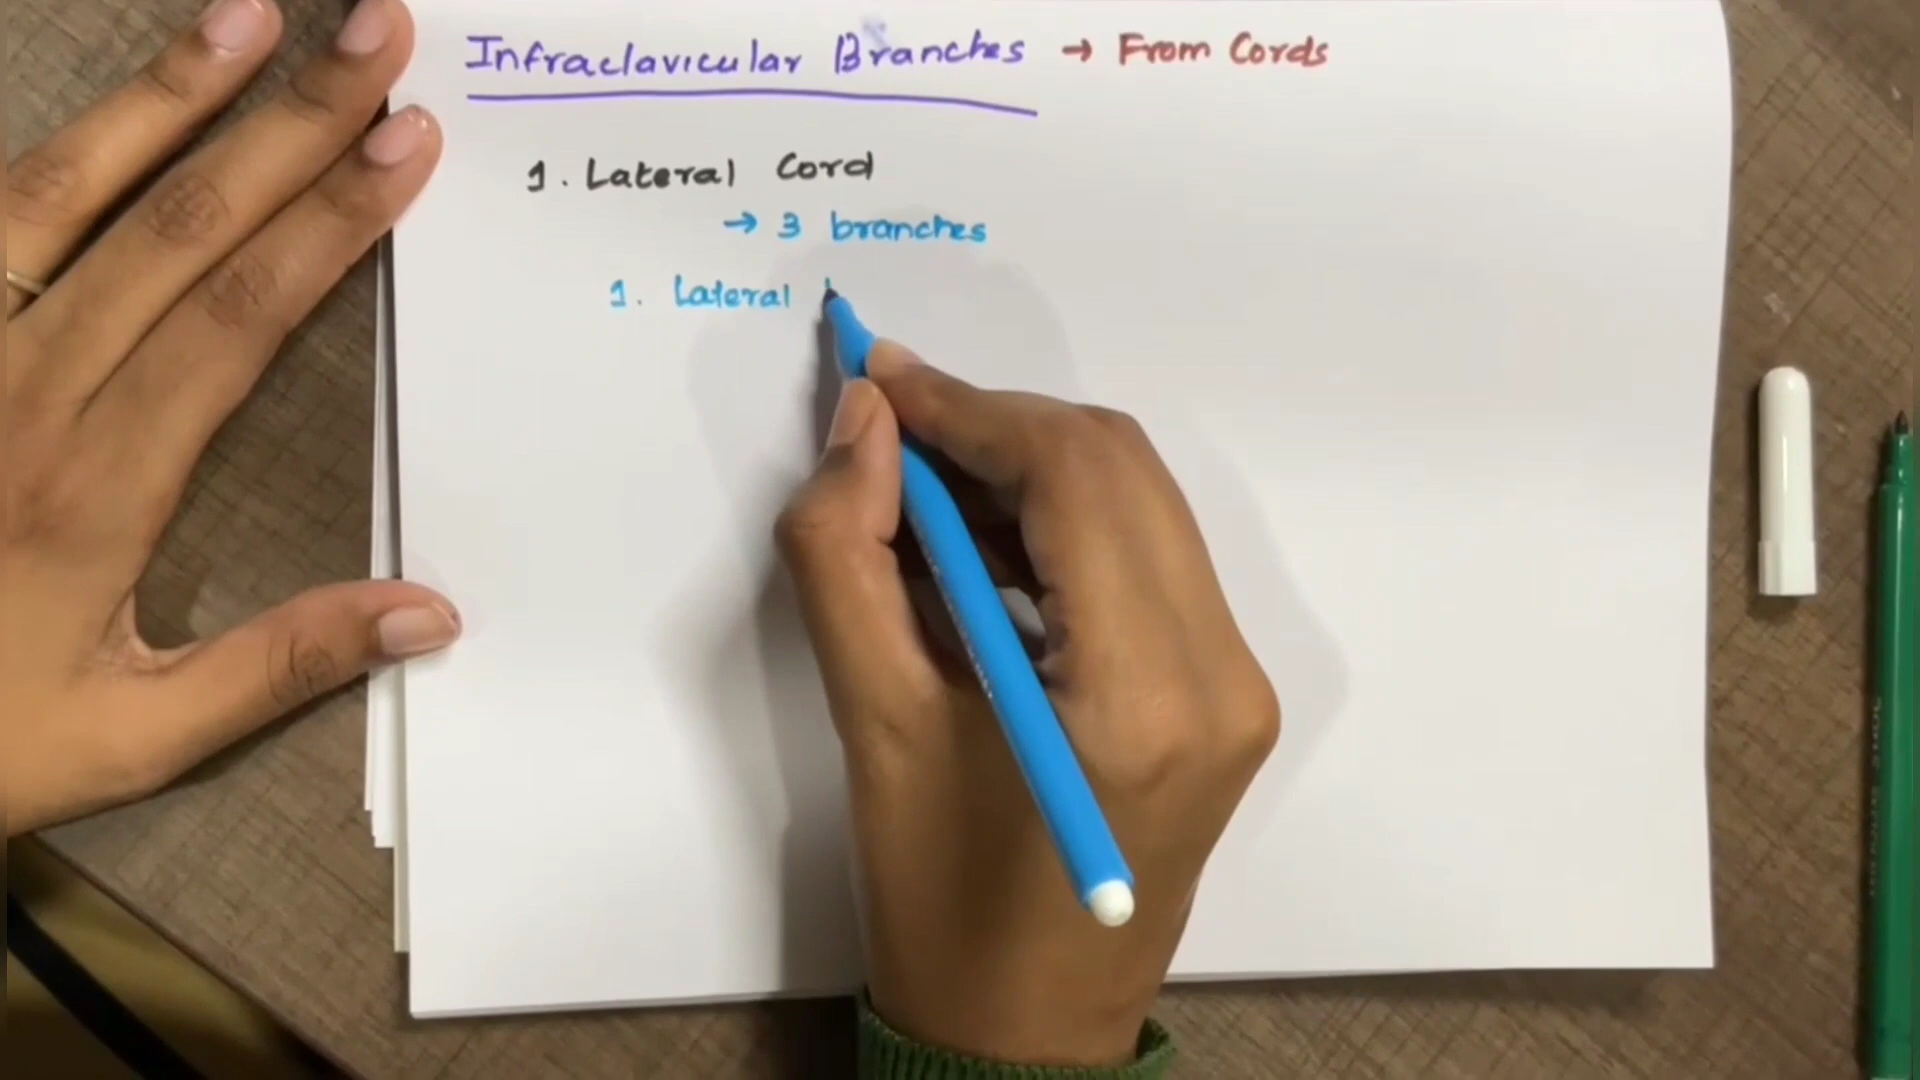 Infraclavicular Branches → From Cords
1. Lateral Cord
→ 3 branches
1. Lateral